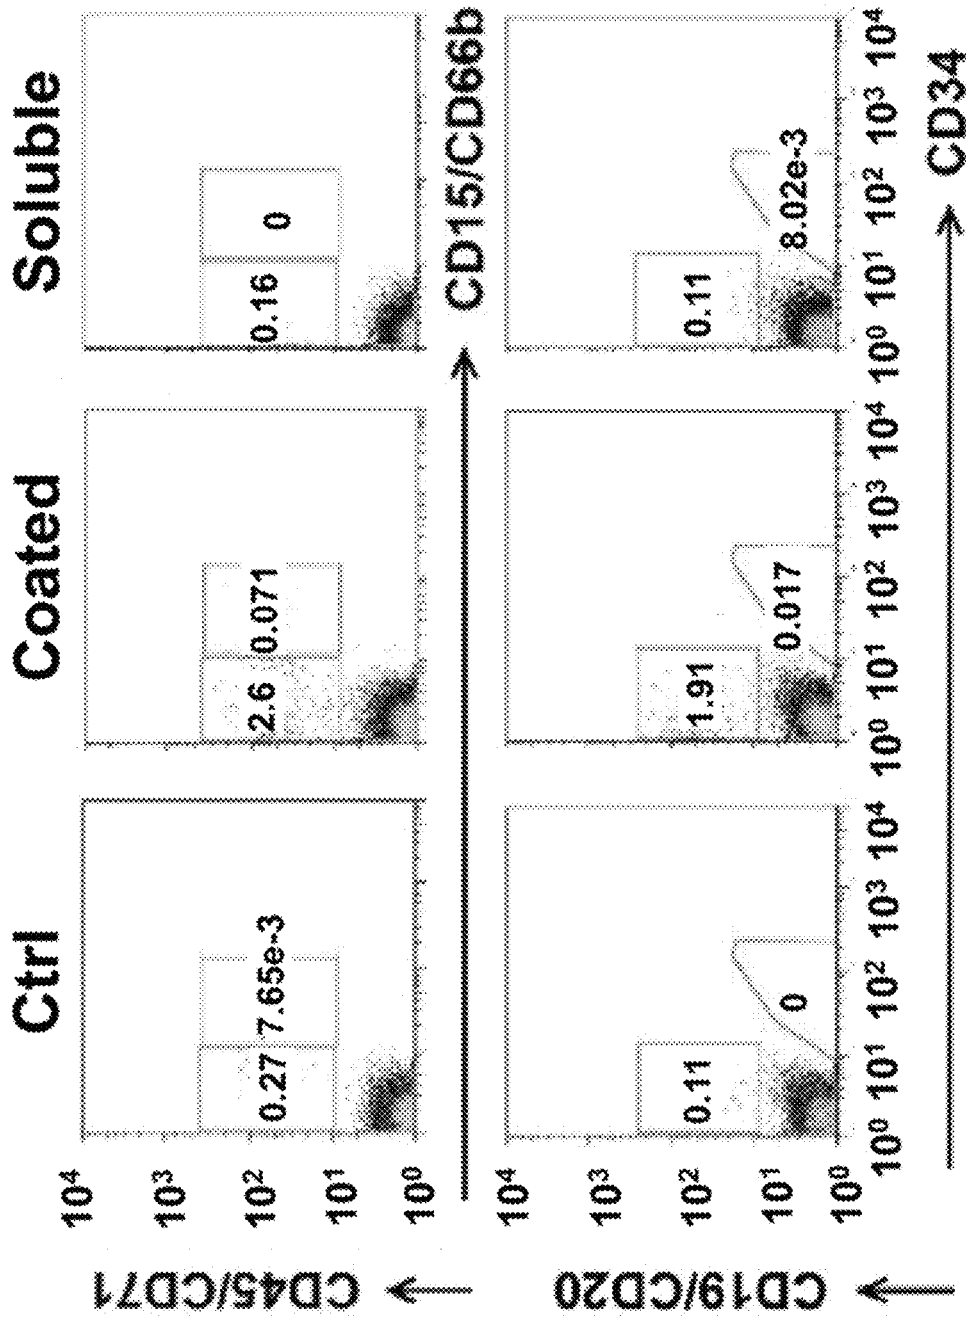 Ctrl Coated Soluble
CD45/CD71
10⁴
10³
10²
10¹
10⁰
0.27 7.65e-3
2.6 0.071
0.16 0
CD15/CD66b
CD19/CD20
10⁴
10³
10²
10¹
10⁰
0.11 0
1.91 0.017
0.11 8.02e-3
10⁰ 10¹ 10² 10³ 10⁴ 10⁰ 10¹ 10² 10³ 10⁴ 10⁰ 10¹ 10² 10³ 10⁴
CD34